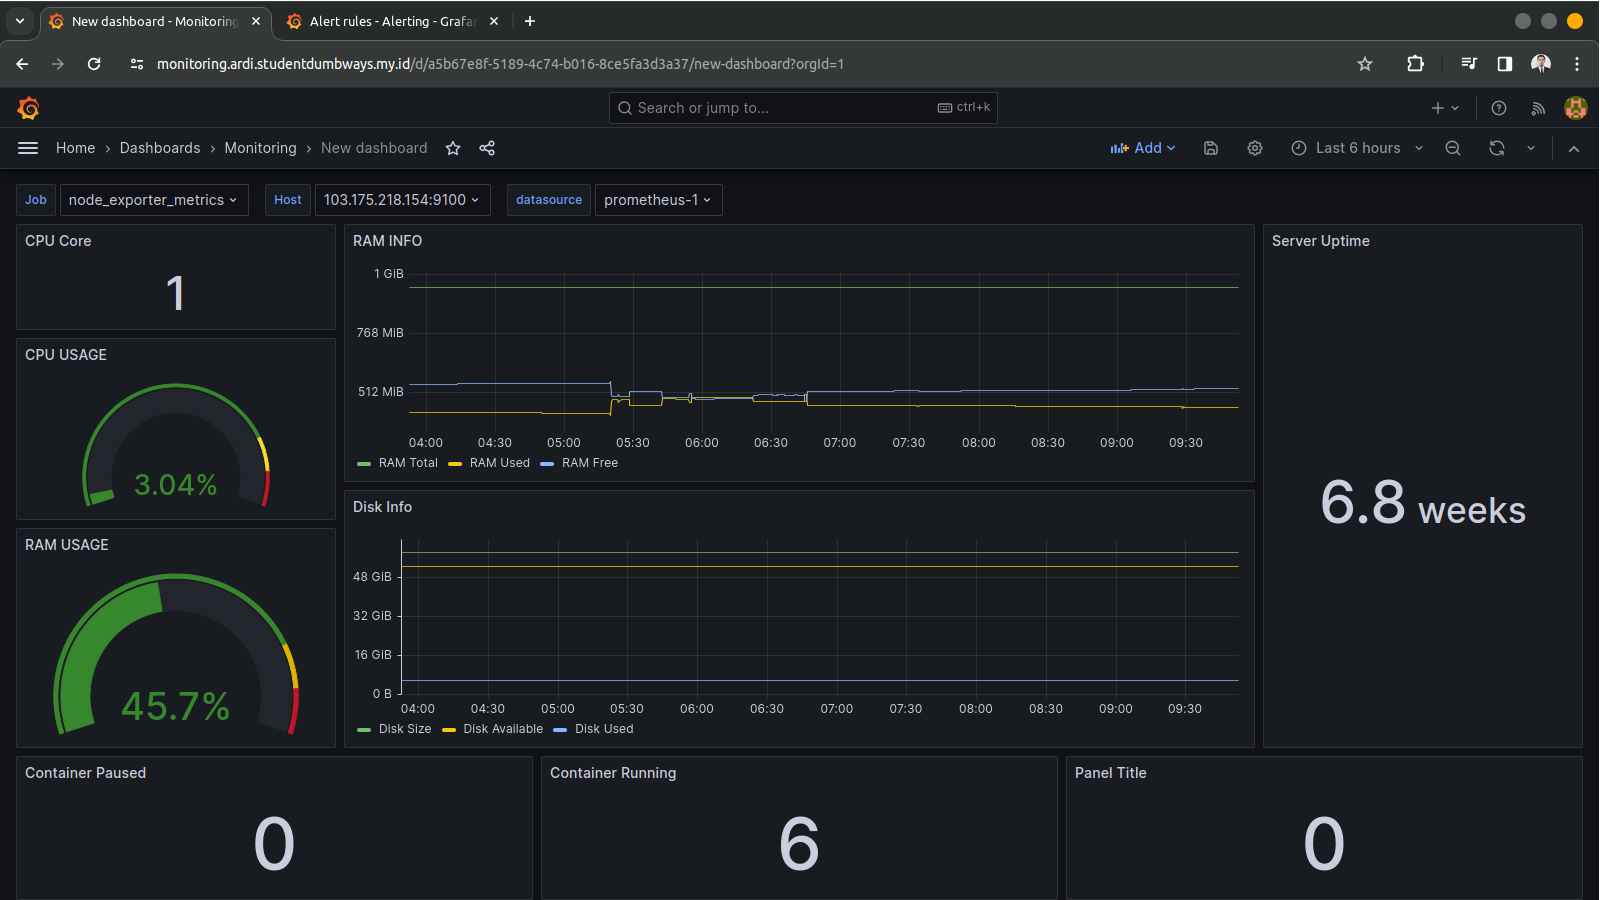 New dashboard - Monitoring
Alert rules - Alerting - Grafa
monitoring.ardi.studentdumbways.my.id/d/a5b67e8f-5189-4c74-b016-8ce5fa3d3a37/new-dashboard?orgId=1
Search or jump to...
ctrl+k
Home › Dashboards › Monitoring › New dashboard
Add
Last 6 hours
Job
node_exporter_metrics
Host
103.175.218.154:9100
datasource
prometheus-1
CPU Core
1
CPU USAGE
3.04%
RAM USAGE
45.7%
RAM INFO
1 GiB
768 MiB
512 MiB
04:00 04:30 05:00 05:30 06:00 06:30 07:00 07:30 08:00 08:30 09:00 09:30
RAM Total RAM Used RAM Free
Disk Info
48 GiB
32 GiB
16 GiB
0 B
04:00 04:30 05:00 05:30 06:00 06:30 07:00 07:30 08:00 08:30 09:00 09:30
Disk Size Disk Available Disk Used
Server Uptime
6.8 weeks
Container Paused
0
Container Running
6
Panel Title
0